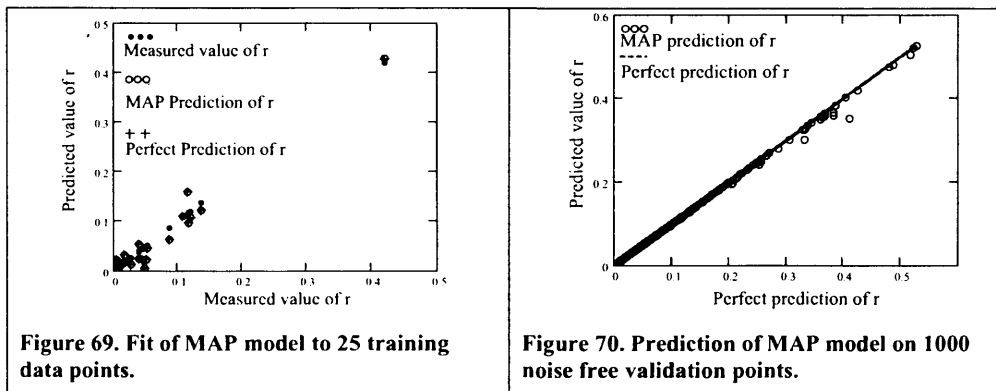 0.5
0.4
0.3
0.2
0.1
0
Predicted value of r
Measured value of r
MAP Prediction of r
+ +
Perfect Prediction of r
0 0.1 0.2 0.3 0.4 0.5
Measured value of r
Figure 69. Fit of MAP model to 25 training
data points.
0.6
0.4
0.2
0
Predicted value of r
MAP prediction of r
Perfect prediction of r
0 0.1 0.2 0.3 0.4 0.5
Perfect prediction of r
Figure 70. Prediction of MAP model on 1000
noise free validation points.